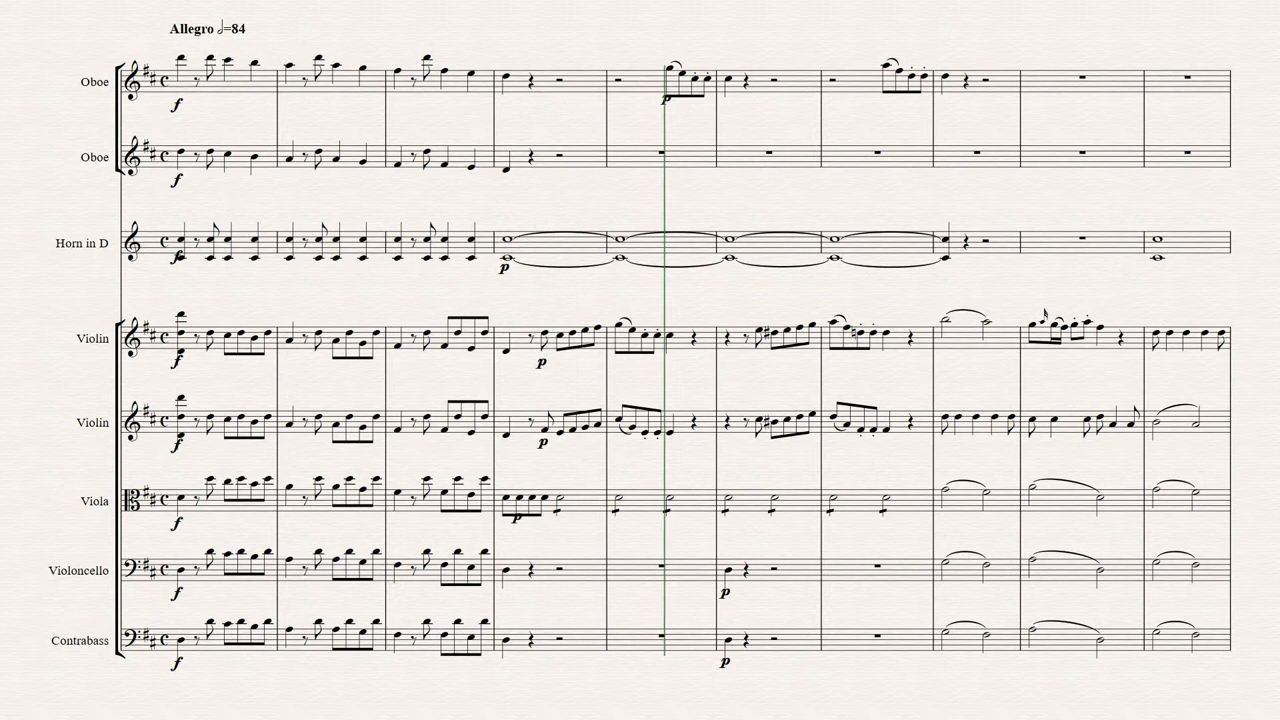 Allegro 𝅗𝅥=84
Oboe
f
p
Oboe
f
Horn in D
f
p
Violin
f
p
Violin
f
p
Viola
f
p
Violoncello
f
p
Contrabass
f
p